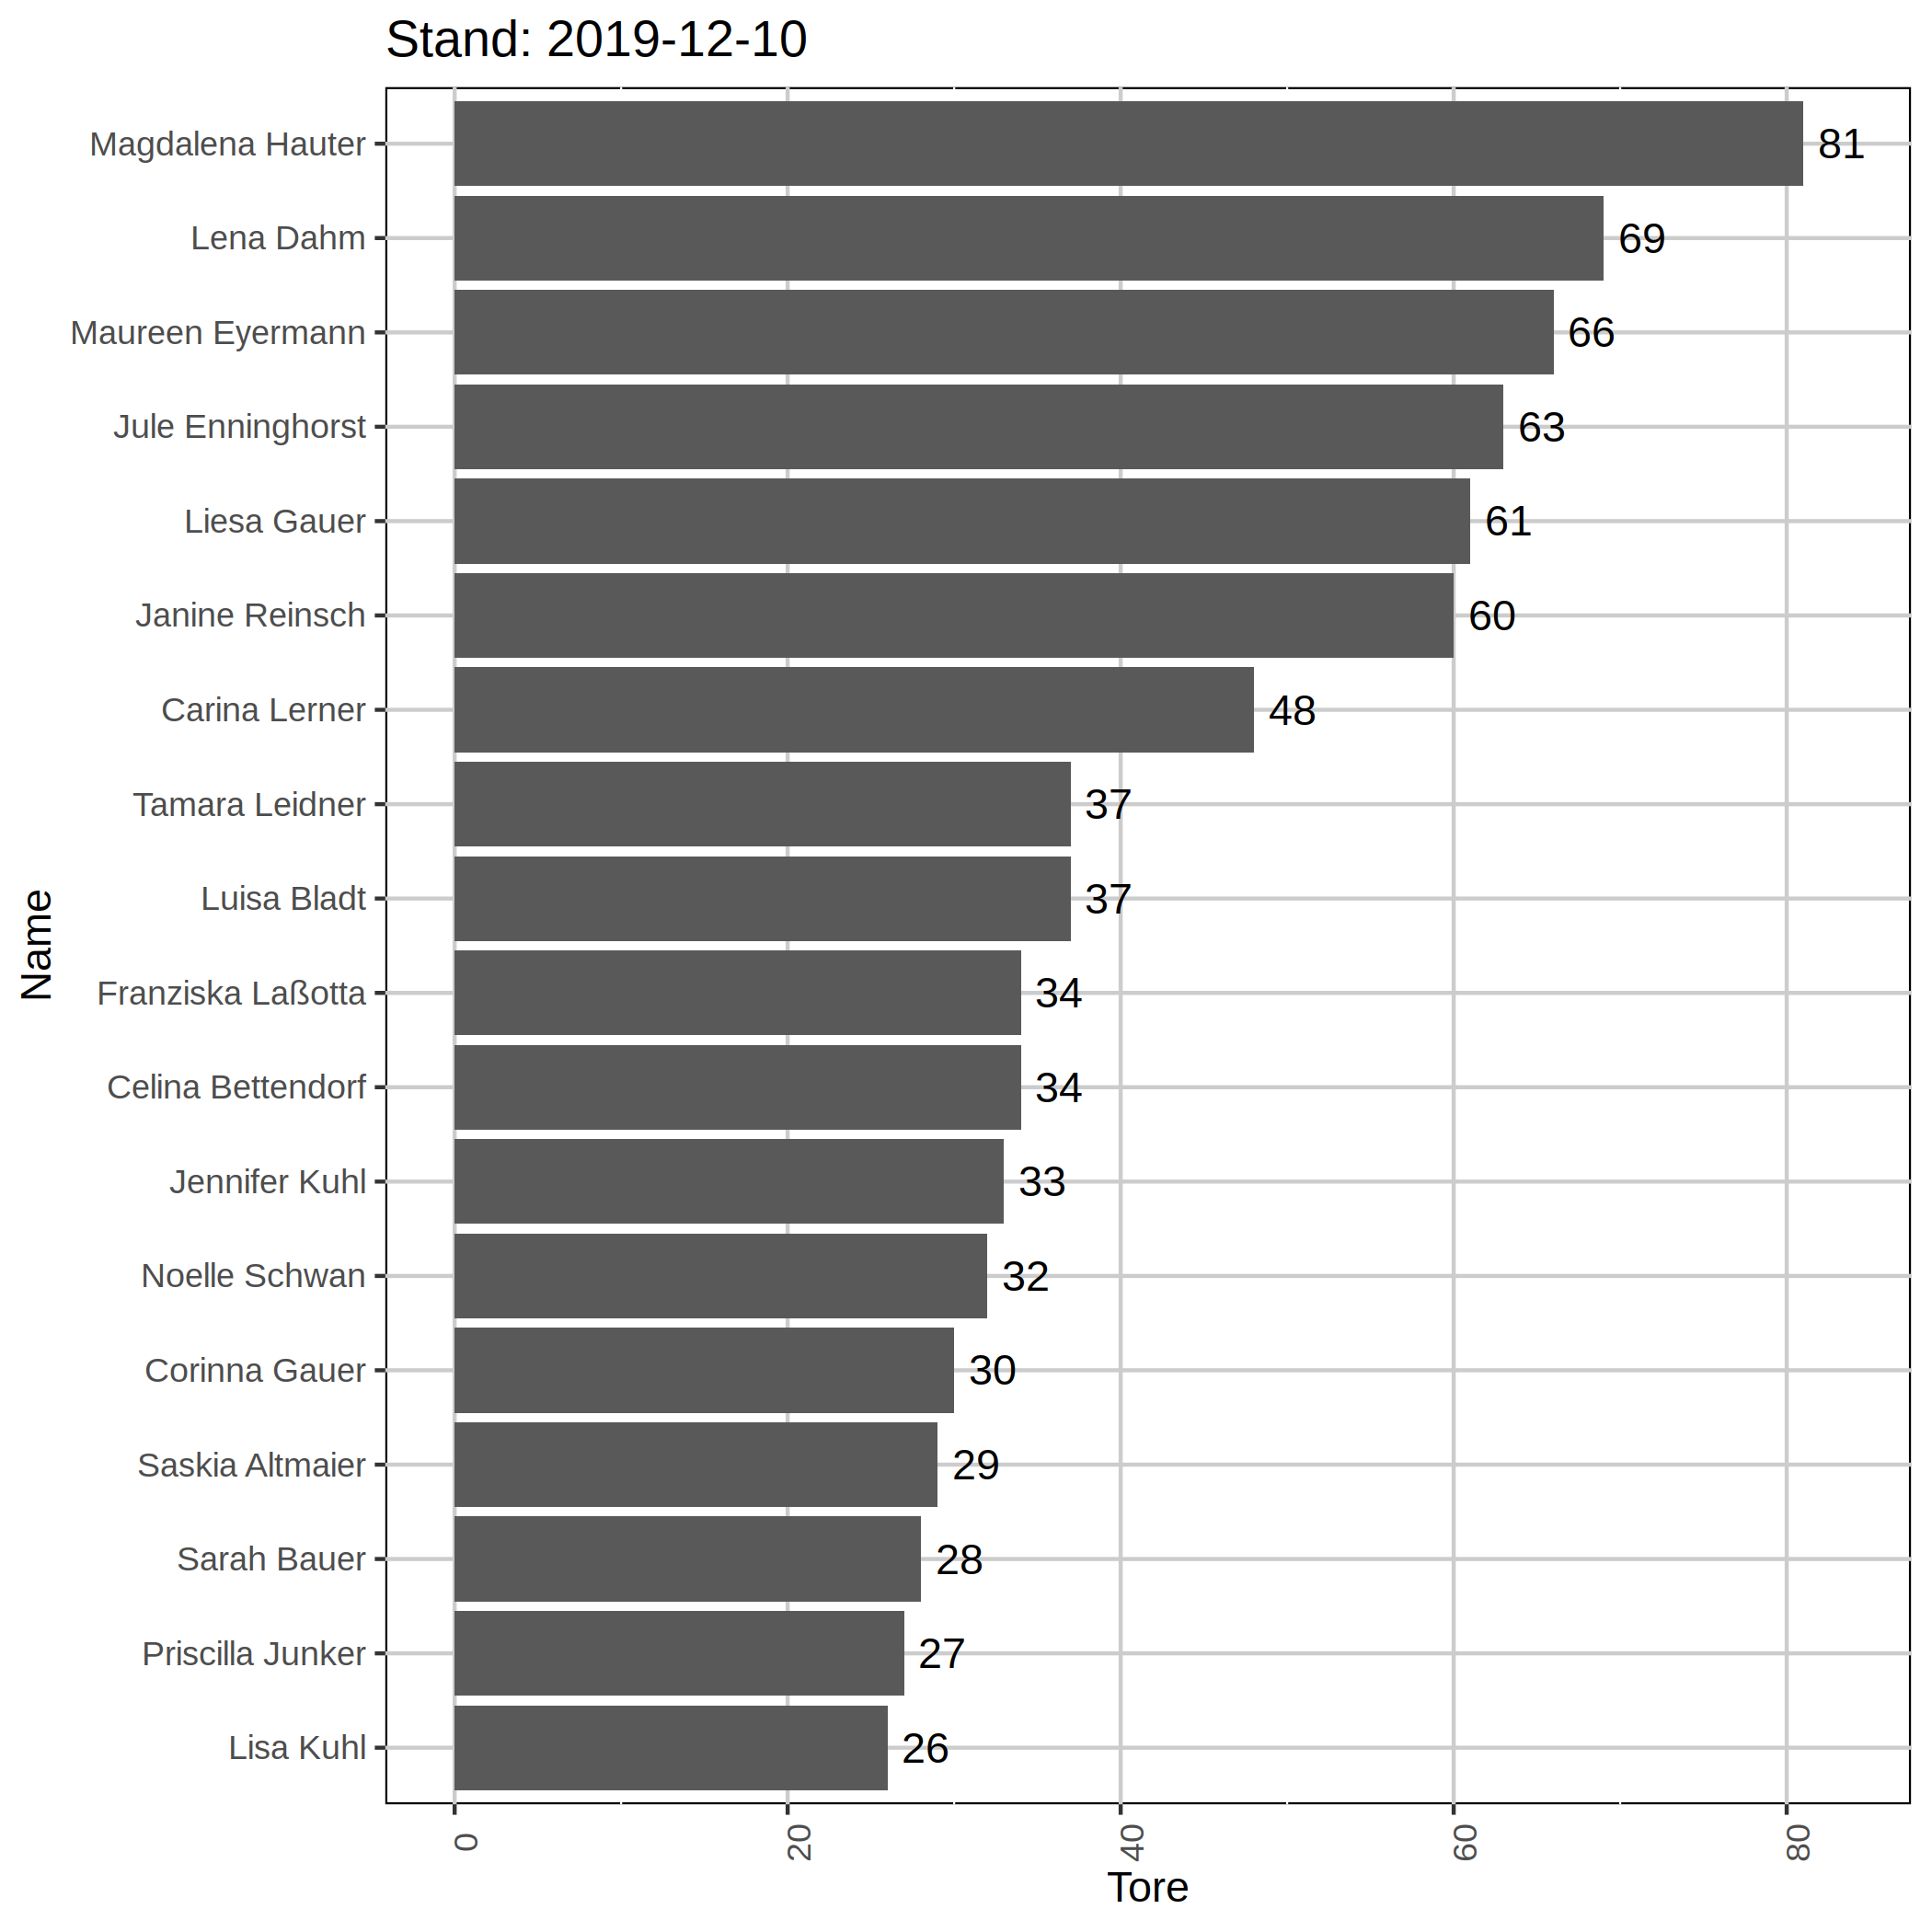 Stand: 2019-12-10
Magdalena Hauter 81
Lena Dahm 69
Maureen Eyermann 66
Jule Enninghorst 63
Liesa Gauer 61
Janine Reinsch 60
Carina Lerner 48
Tamara Leidner 37
Luisa Bladt 37
Franziska Laßotta 34
Celina Bettendorf 34
Jennifer Kuhl 33
Noelle Schwan 32
Corinna Gauer 30
Saskia Altmaier 29
Sarah Bauer 28
Priscilla Junker 27
Lisa Kuhl 26
Name
0 20 40 60 80
Tore